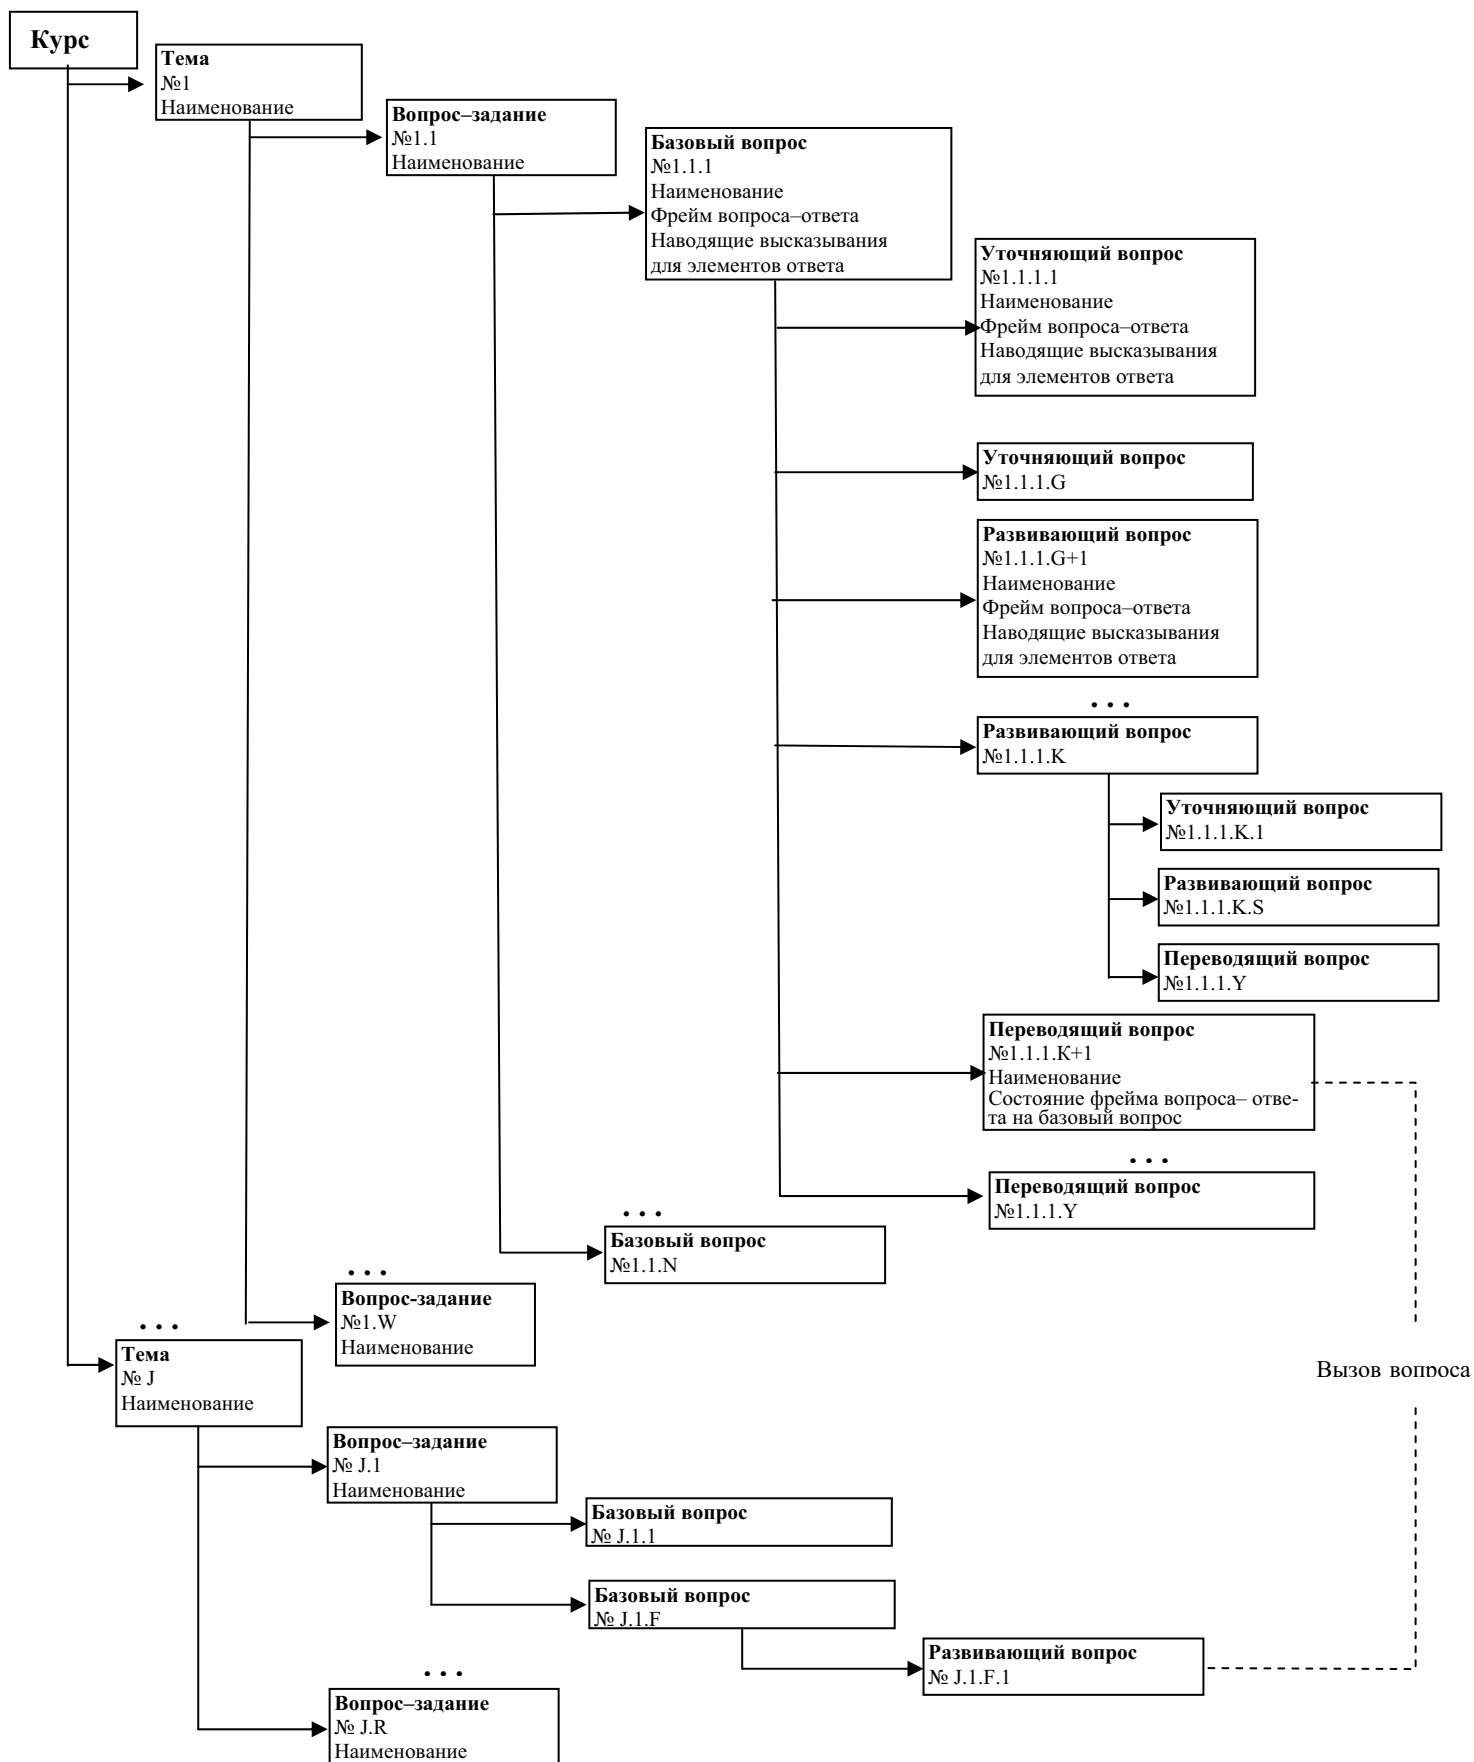 Курс
Тема
№1
Наименование
Вопрос–задание
№1.1
Наименование
Базовый вопрос
№1.1.1
Наименование
Фрейм вопроса–ответа
Наводящие высказывания
для элементов ответа
Уточняющий вопрос
№1.1.1.1
Наименование
Фрейм вопроса–ответа
Наводящие высказывания
для элементов ответа
Уточняющий вопрос
№1.1.1.G
Развивающий вопрос
№1.1.1.G+1
Наименование
Фрейм вопроса–ответа
Наводящие высказывания
для элементов ответа
. . .
Развивающий вопрос
№1.1.1.K
Уточняющий вопрос
№1.1.1.K.1
Развивающий вопрос
№1.1.1.K.S
Переводящий вопрос
№1.1.1.Y
Переводящий вопрос
№1.1.1.K+1
Наименование
Состояние фрейма вопроса– отве-
та на базовый вопрос
. . .
Переводящий вопрос
№1.1.1.Y
. . .
Базовый вопрос
№1.1.N
. . .
Вопрос-задание
№1.W
Наименование
. . .
Тема
№ J
Наименование
Вызов вопроса
Вопрос–задание
№ J.1
Наименование
Базовый вопрос
№ J.1.1
Базовый вопрос
№ J.1.F
Развивающий вопрос
№ J.1.F.1
. . .
Вопрос–задание
№ J.R
Наименование